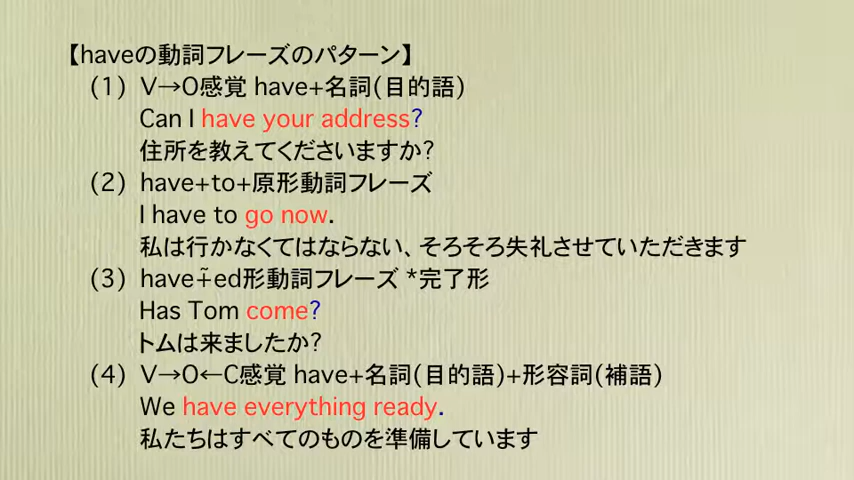 【haveの動詞フレーズのパターン】
(1) V→O感覚 have+名詞(目的語)
Can I have your address?
住所を教えてくださいますか?
(2) have+to+原形動詞フレーズ
I have to go now.
私は行かなくてはならない、そろそろ失礼させていただきます
(3) have+~ed形動詞フレーズ *完了形
Has Tom come?
トムは来ましたか?
(4) V→O←C感覚 have+名詞(目的語)+形容詞(補語)
We have everything ready.
私たちはすべてのものを準備しています